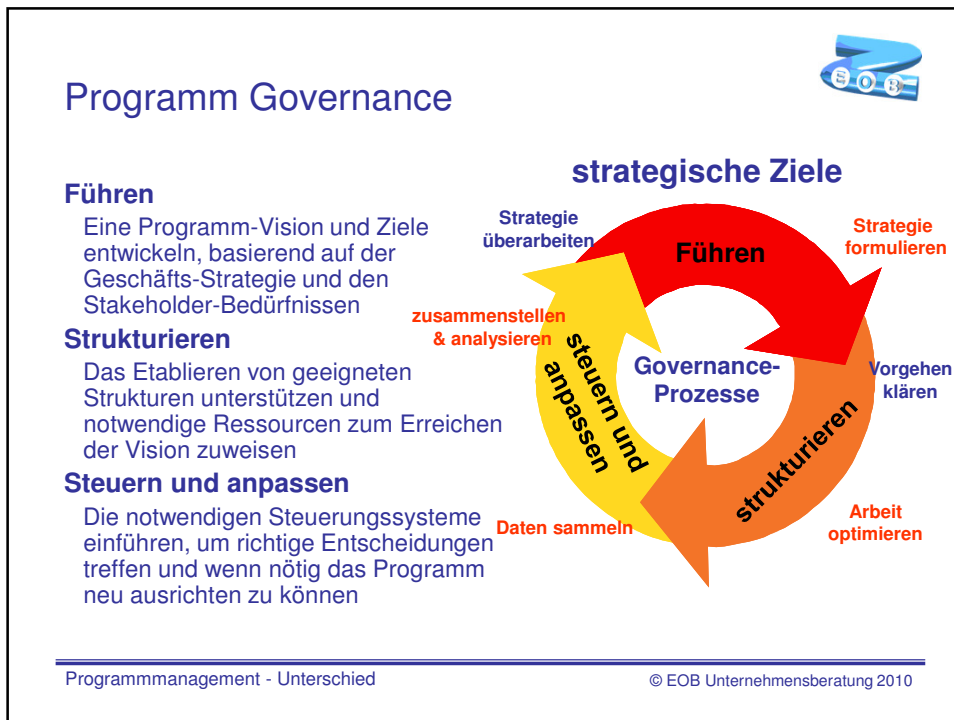 EOB
Programm Governance
Führen
Eine Programm-Vision und Ziele
entwickeln, basierend auf der
Geschäfts-Strategie und den
Stakeholder-Bedürfnissen
Strukturieren
Das Etablieren von geeigneten
Strukturen unterstützen und
notwendige Ressourcen zum Erreichen
der Vision zuweisen
Steuern und anpassen
Die notwendigen Steuerungssysteme
einführen, um richtige Entscheidungen
treffen und wenn nötig das Programm
neu ausrichten zu können
strategische Ziele
Strategie
überarbeiten
Führen
Strategie
formulieren
zusammenstellen
& analysieren
steuern und
anpassen
Governance-
Prozesse
Vorgehen
klären
strukturieren
Daten sammeln
Arbeit
optimieren
Programmmanagement - Unterschied
© EOB Unternehmensberatung 2010